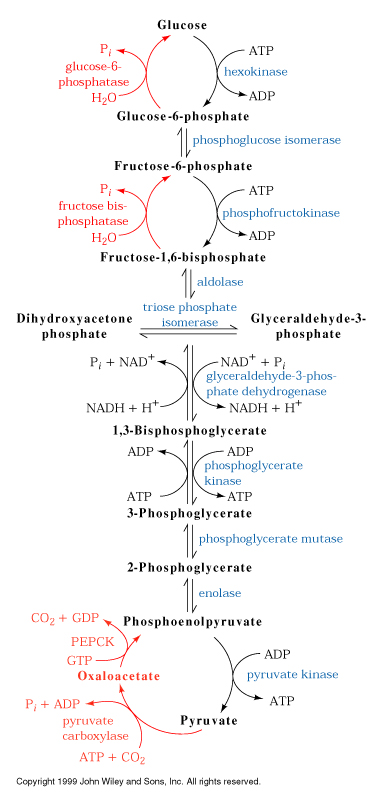 Glucose
P𝑖
ATP
glucose-6-
phosphatase
hexokinase
H₂O
ADP
Glucose-6-phosphate
phosphoglucose isomerase
Fructose-6-phosphate
P𝑖
ATP
fructose bis-
phosphatase
phosphofructokinase
H₂O
ADP
Fructose-1,6-bisphosphate
aldolase
Dihydroxyacetone
phosphate
triose phosphate
isomerase
Glyceraldehyde-3-
phosphate
P𝑖 + NAD⁺
NAD⁺ + P𝑖
glyceraldehyde-3-phos-
phate dehydrogenase
NADH + H⁺
NADH + H⁺
1,3-Bisphosphoglycerate
ADP
ADP
phosphoglycerate
kinase
ATP
ATP
3-Phosphoglycerate
phosphoglycerate mutase
2-Phosphoglycerate
enolase
Phosphoenolpyruvate
CO₂ + GDP
PEPCK
GTP
Oxaloacetate
ADP
pyruvate kinase
ATP
P𝑖 + ADP
pyruvate
carboxylase
Pyruvate
ATP + CO₂
Copyright 1999 John Wiley and Sons, Inc. All rights reserved.